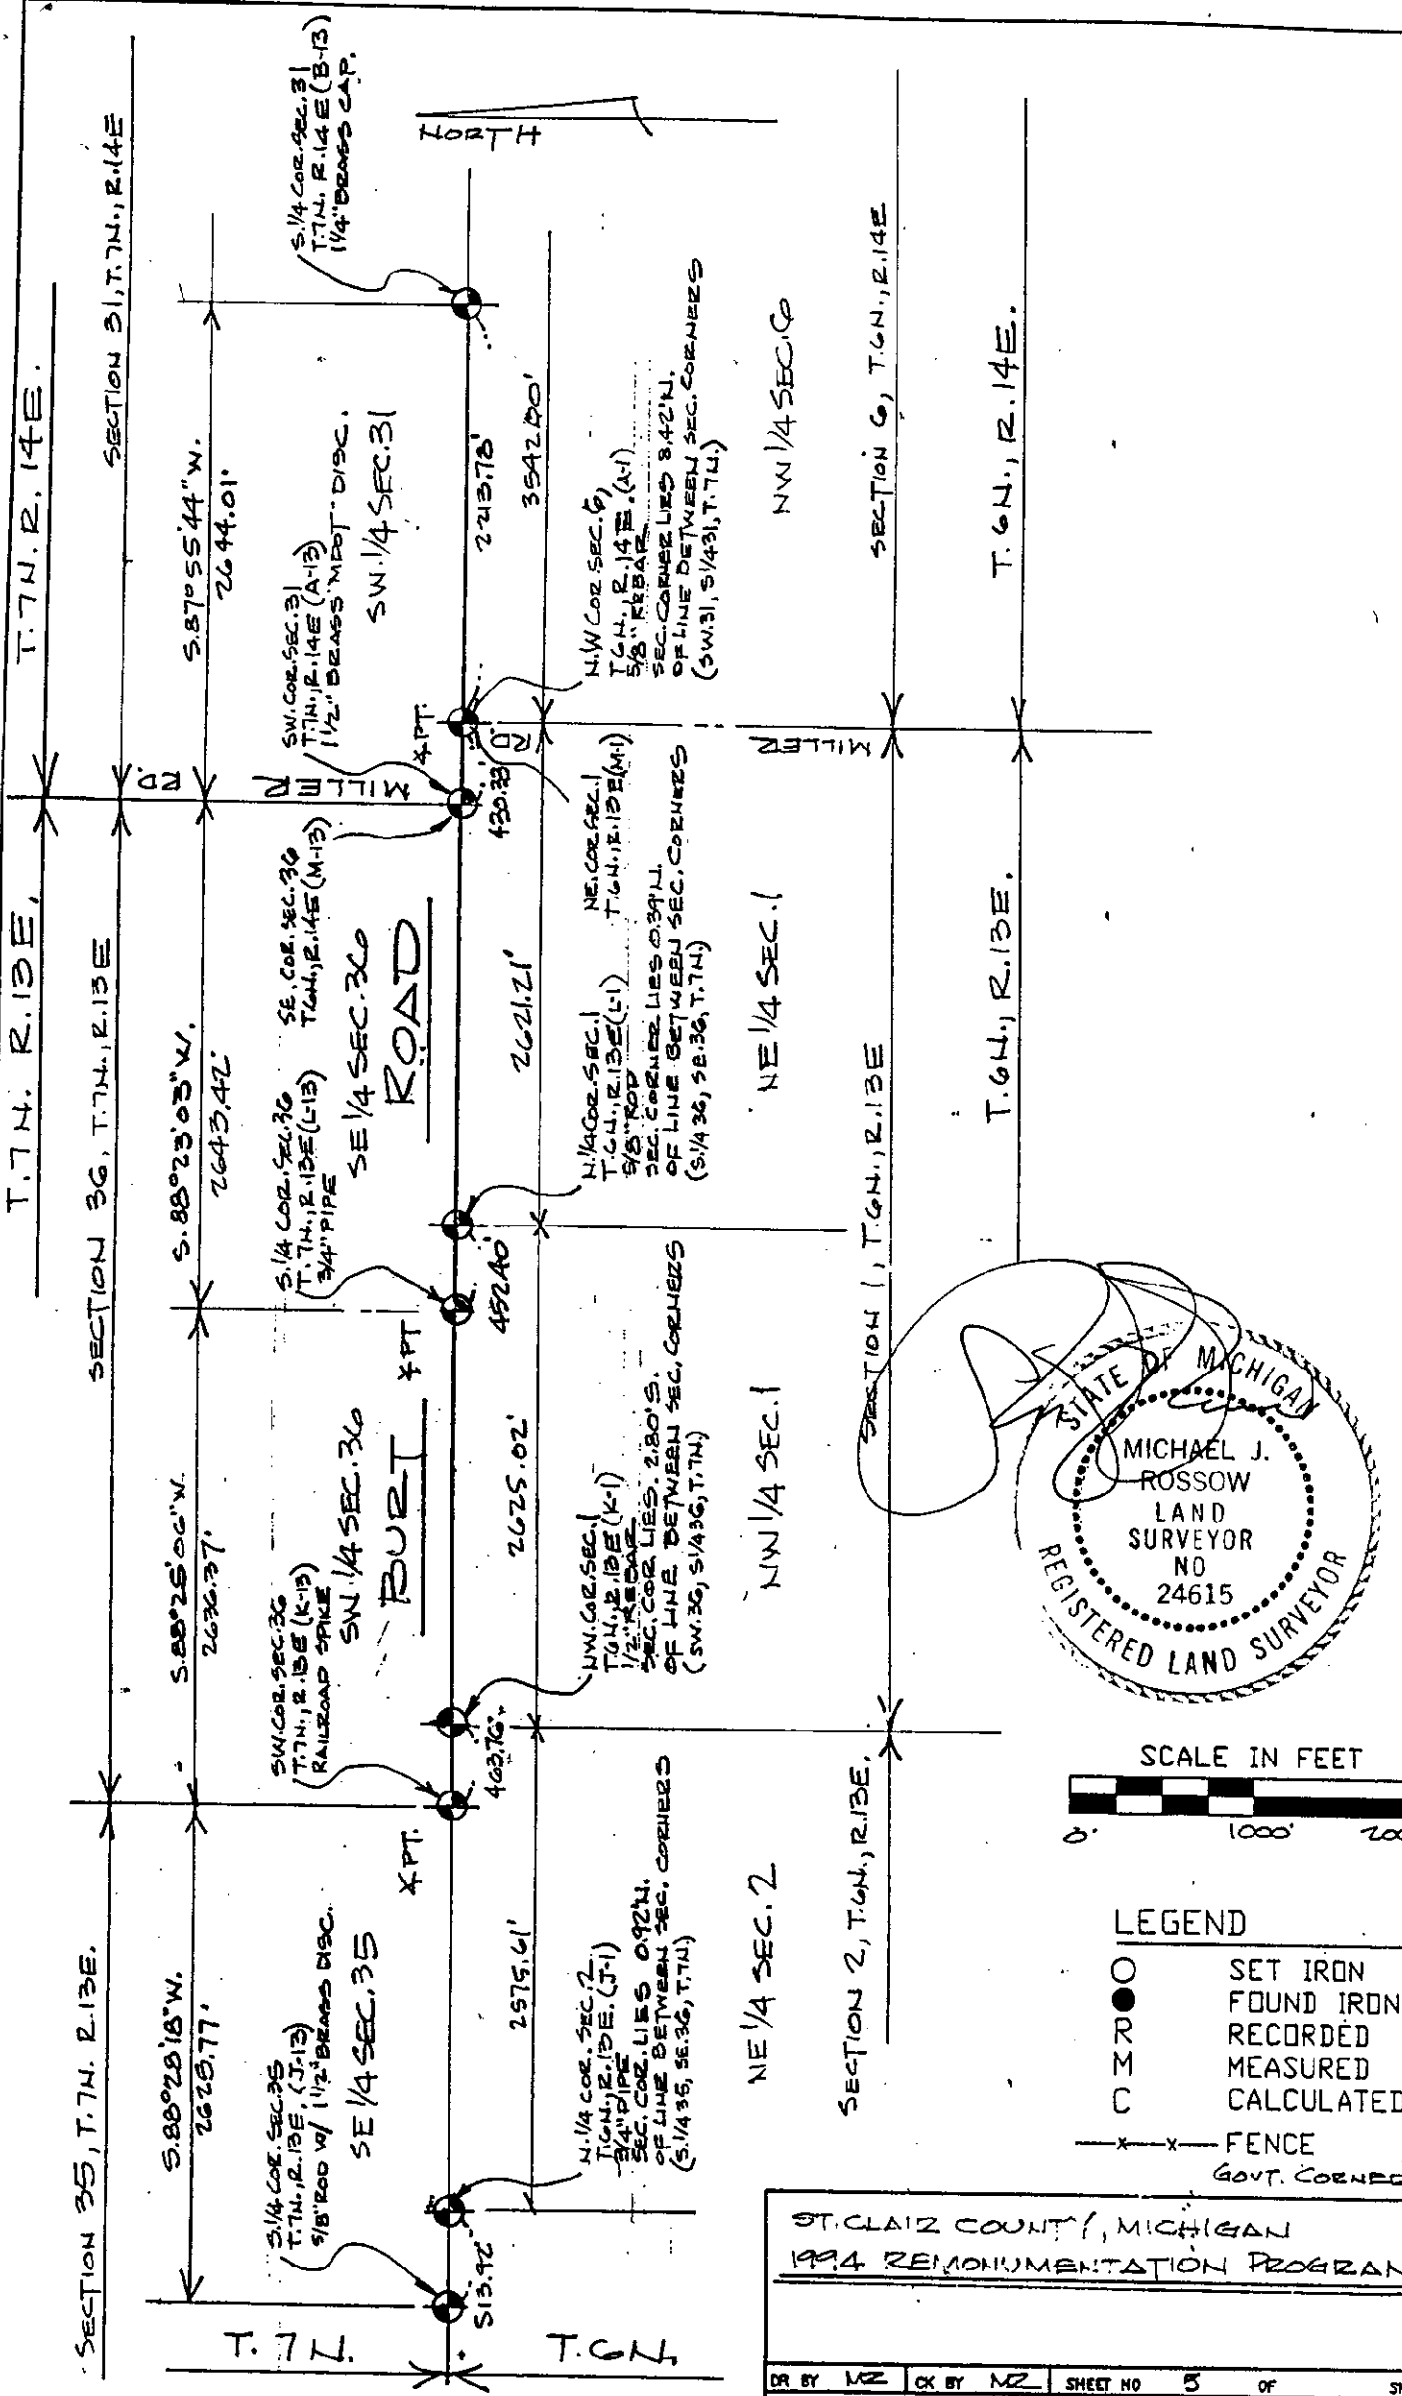 T.7N. R.13E.
T.7N. R. 14E.
SECTION 35, T.7N. R.13E.
SECTION 36, T.7N., R.13E
SECTION 31, T.7N., R.14E
S.88°28'18"W.
2628.77'
S.88°25'06"W.
2636.37'
S.88°23'03"W.
2643.42'
S.87°55'44"W.
2644.01'
MILLER RD.
S.1/4 COR. SEC.35
T.7N., R.13E, (J-13)
5/8" ROD W/ 1 1/2" BRASS DISC.
SE 1/4 SEC.35
SW.COR.SEC.36
T.7N., R.13E (K-13)
RAILROAD SPIKE
SW.1/4 SEC.36
S.1/4 COR. SEC.36
T.7N., R.13E (L-13)
3/4" PIPE
SE 1/4 SEC.36
SE.COR.SEC.36
T.6N., R.14E (M-13)
SW.COR.SEC.31
T.7N., R.14E (A-13)
1 1/2" BRASS "MDOT" DISC.
SW.1/4 SEC.31
S.1/4 COR. SEC.31
T.7N. R.14E (B-13)
1 1/4" BRASS CAP.
BURT ROAD
∡PT.
∡PT
∡PT.
NORTH
T. 7 N.
T.6N.
513.92'
463.76'
452.40'
430.33'
2213.78'
2575.61'
2625.02'
2621.21'
3542.00'
N.1/4 COR. SEC.2
T.6N., R.13E. (J-1)
3/4" PIPE
SEC.COR. LIES 0.92'N.
OF LINE BETWEEN SEC. CORNERS
(S.1/4 35, SE.36, T.7N.)
NE 1/4 SEC.2
NW.COR.SEC.1
T.6N., R.13E (K-1)
1/2" REBAR
SEC.COR LIES. 2.80'S.
OF LINE BETWEEN SEC, CORNERS
(SW.36, S1/4 36, T.7N.)
NW 1/4 SEC.1
N.1/4 COR.SEC.1
T.6N., R.13E (L-1)
5/8" ROD
SEC. CORNER LIES 0.39'N.
OF LINE BETWEEN SEC. CORNERS
(S.1/4 36, SE.36, T.7N.)
NE.COR.SEC.1
T.6N., R.13E (M-1)
NE 1/4 SEC.1
N.W COR.SEC.6,
T6N., R.14E. (A-1)
5/8" REBAR
SEC.CORNER LIES 8.42'N.
OF LINE BETWEEN SEC. CORNERS
(SW.31, S1/4 31, T.7N.)
NW 1/4 SEC.6
MILLER RD
SECTION 2, T.6N., R.13E.
SECTION 1, T.6N., R.13E
SECTION 6, T.6N., R.14E
T.6N., R.13E.
T.6N., R.14E.
STATE OF MICHIGAN
MICHAEL J.
ROSSOW
LAND
SURVEYOR
NO
24615
REGISTERED LAND SURVEYOR
SCALE IN FEET
0' 1000' 200
LEGEND
SET IRON
FOUND IRON
R RECORDED
M MEASURED
C CALCULATED
x x FENCE
GOVT. CORNER
ST. CLAIR COUNTY, MICHIGAN
1994 REMONUMENTATION PROGRAM
DR BY MZ CK BY MZ SHEET NO 5 OF